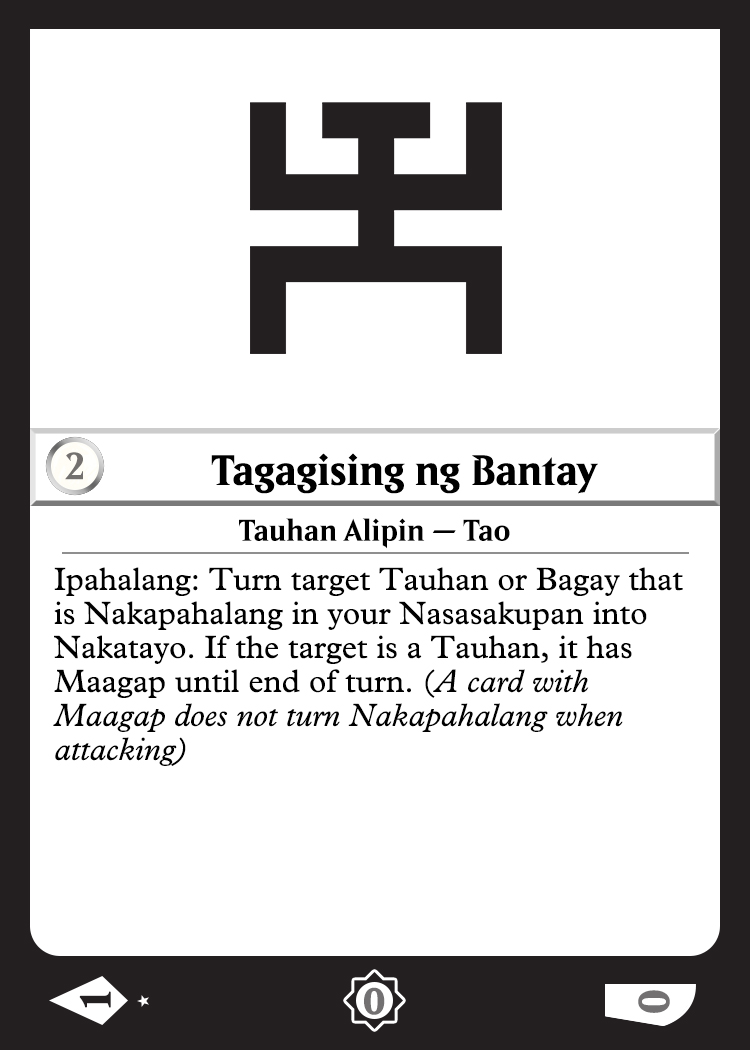 2
Tagagising ng Bantay
Tauhan Alipin — Tao
Ipahalang: Turn target Tauhan or Bagay that
is Nakapahalang in your Nasasakupan into
Nakatayo. If the target is a Tauhan, it has
Maagap until end of turn. (A card with
Maagap does not turn Nakapahalang when
attacking)
1
0
0